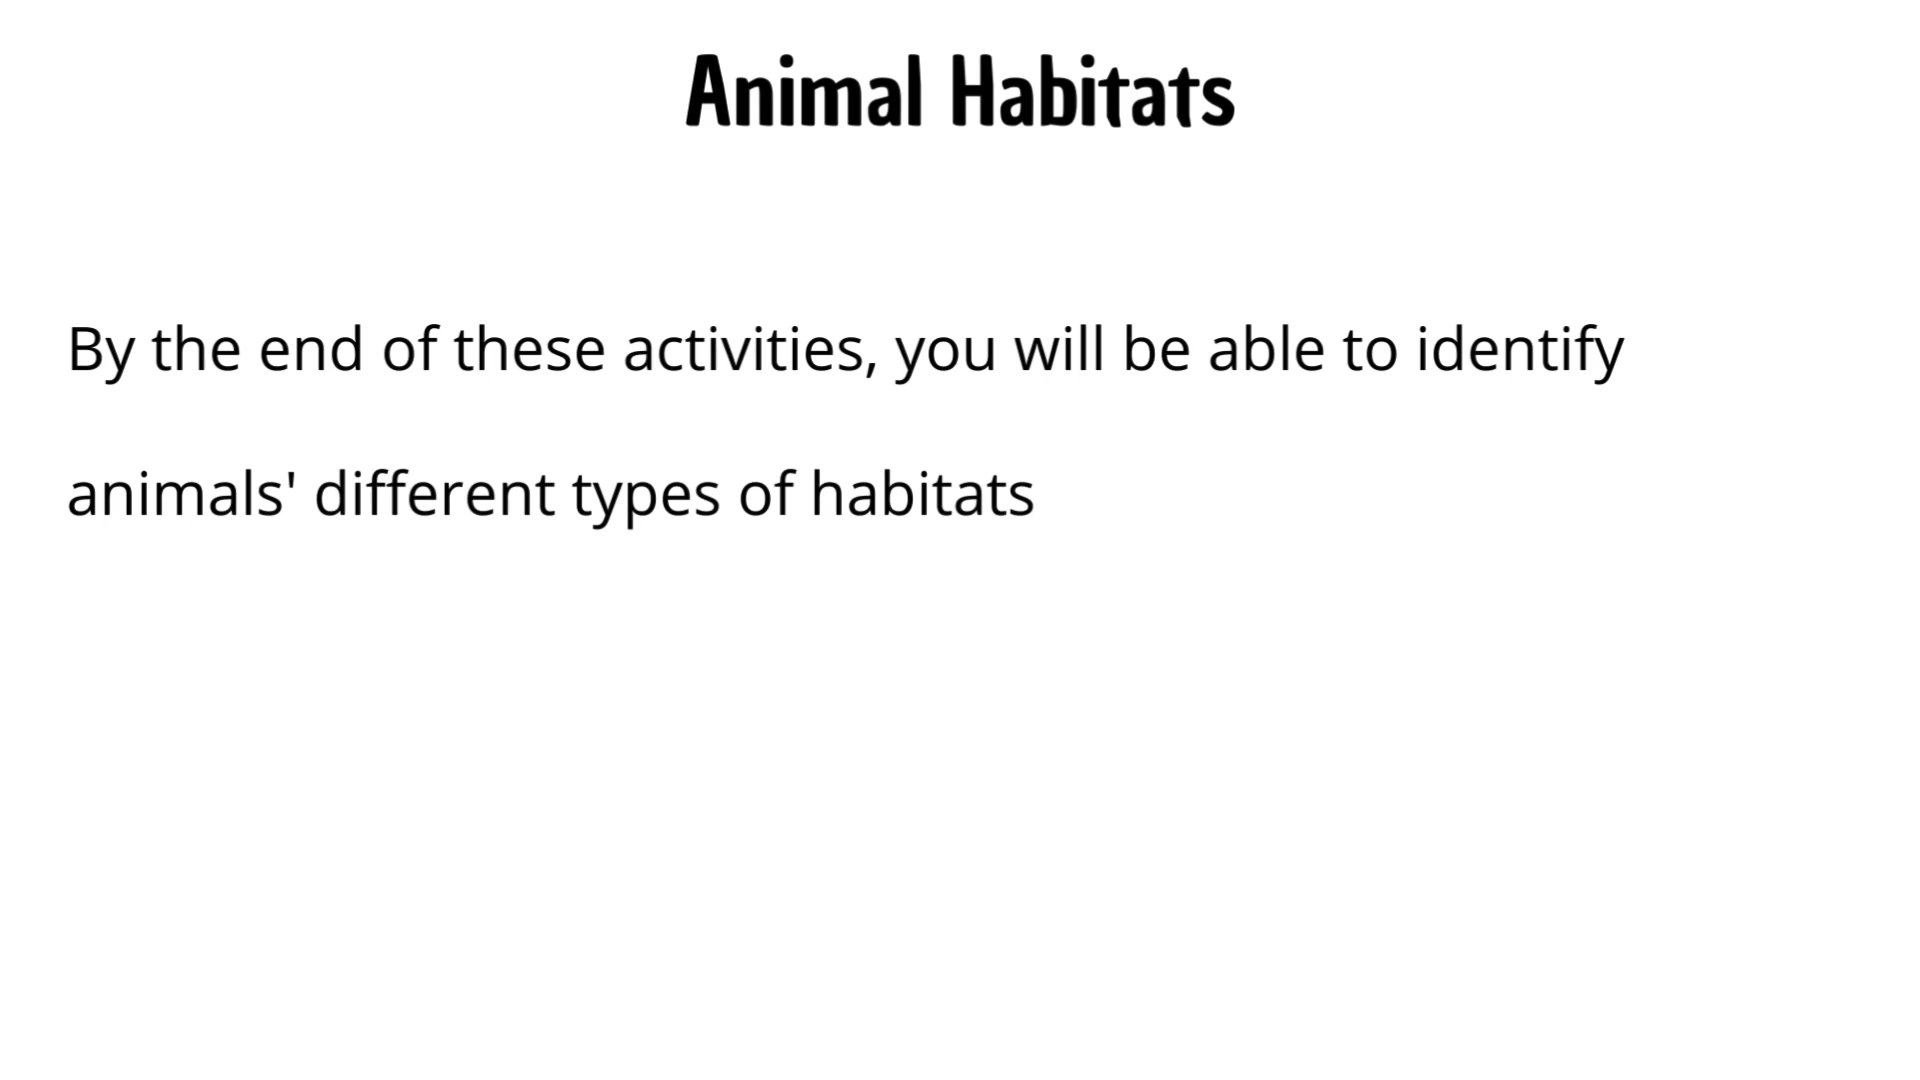 Animal Habitats
By the end of these activities, you will be able to identify
animals' different types of habitats